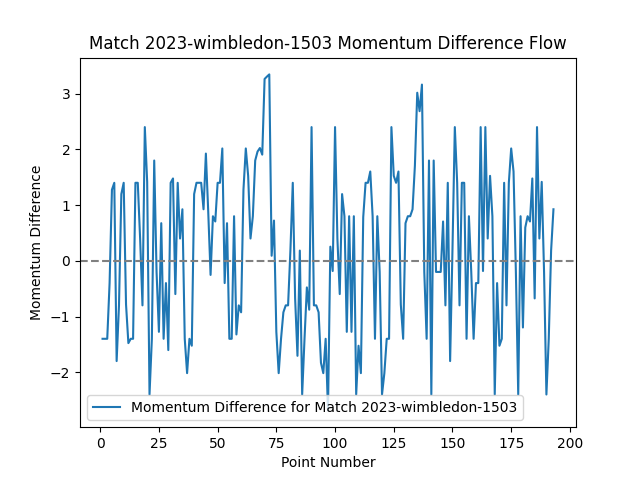 Match 2023-wimbledon-1503 Momentum Difference Flow
Momentum Difference
3
2
1
0
−1
−2
Momentum Difference for Match 2023-wimbledon-1503
0 25 50 75 100 125 150 175 200
Point Number